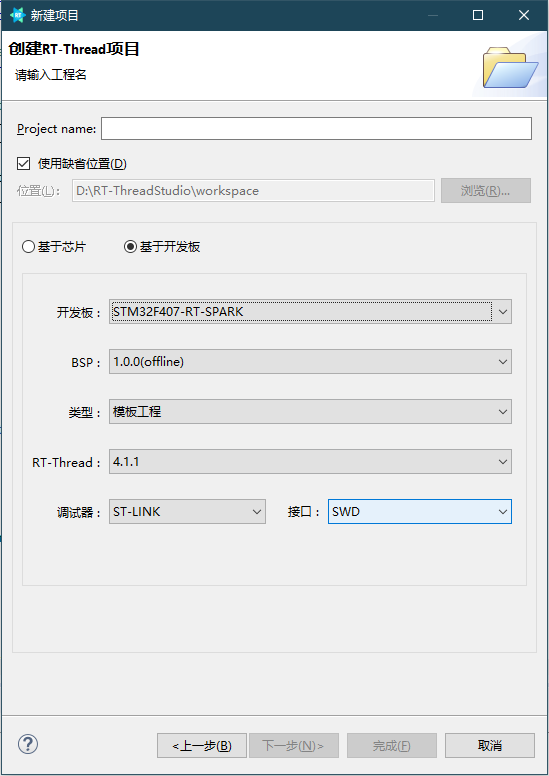 新建项目
创建RT-Thread项目
请输入工程名
Project name:
使用缺省位置(D)
位置(L): D:\RT-ThreadStudio\workspace 浏览(R)...
基于芯片 基于开发板
开发板: STM32F407-RT-SPARK
BSP: 1.0.0(offline)
类型: 模板工程
RT-Thread: 4.1.1
调试器: ST-LINK 接口: SWD
? <上一步(B) 下一步(N)> 完成(F) 取消